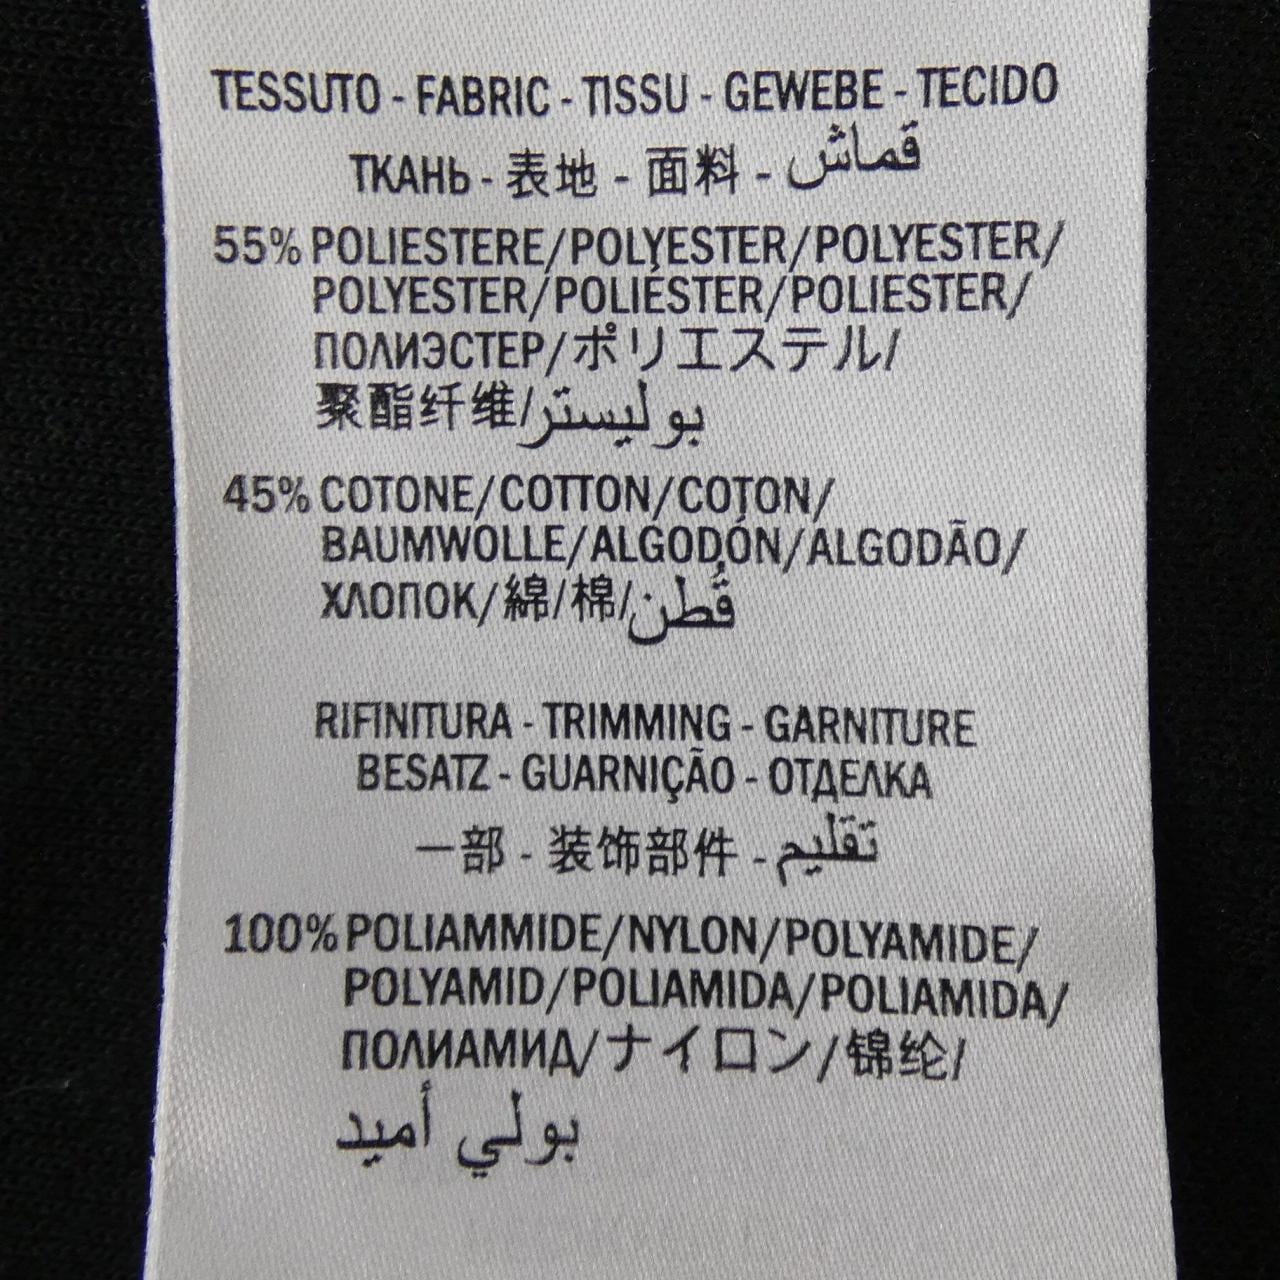 TESSUTO - FABRIC - TISSU - GEWEBE - TECIDO
ТКАНЬ - 表地 - 面料 - قماش
55% POLIESTERE/POLYESTER/POLYESTER/
POLYESTER/POLIÉSTER/POLIESTER/
ПОЛИЭСТЕР/ポリエステル/
聚酯纤维/بوليستر
45% COTONE/COTTON/COTON/
BAUMWOLLE/ALGODÓN/ALGODÃO/
ХЛОПОК/綿/棉/قُطن
RIFINITURA - TRIMMING - GARNITURE
BESATZ - GUARNIÇÃO - ОТДЕЛКА
一部 - 装饰部件 - تقليم
100% POLIAMMIDE/NYLON/POLYAMIDE/
POLYAMID/POLIAMIDA/POLIAMIDA/
ПОЛИАМИД/ナイロン/锦纶/
بولي أميد